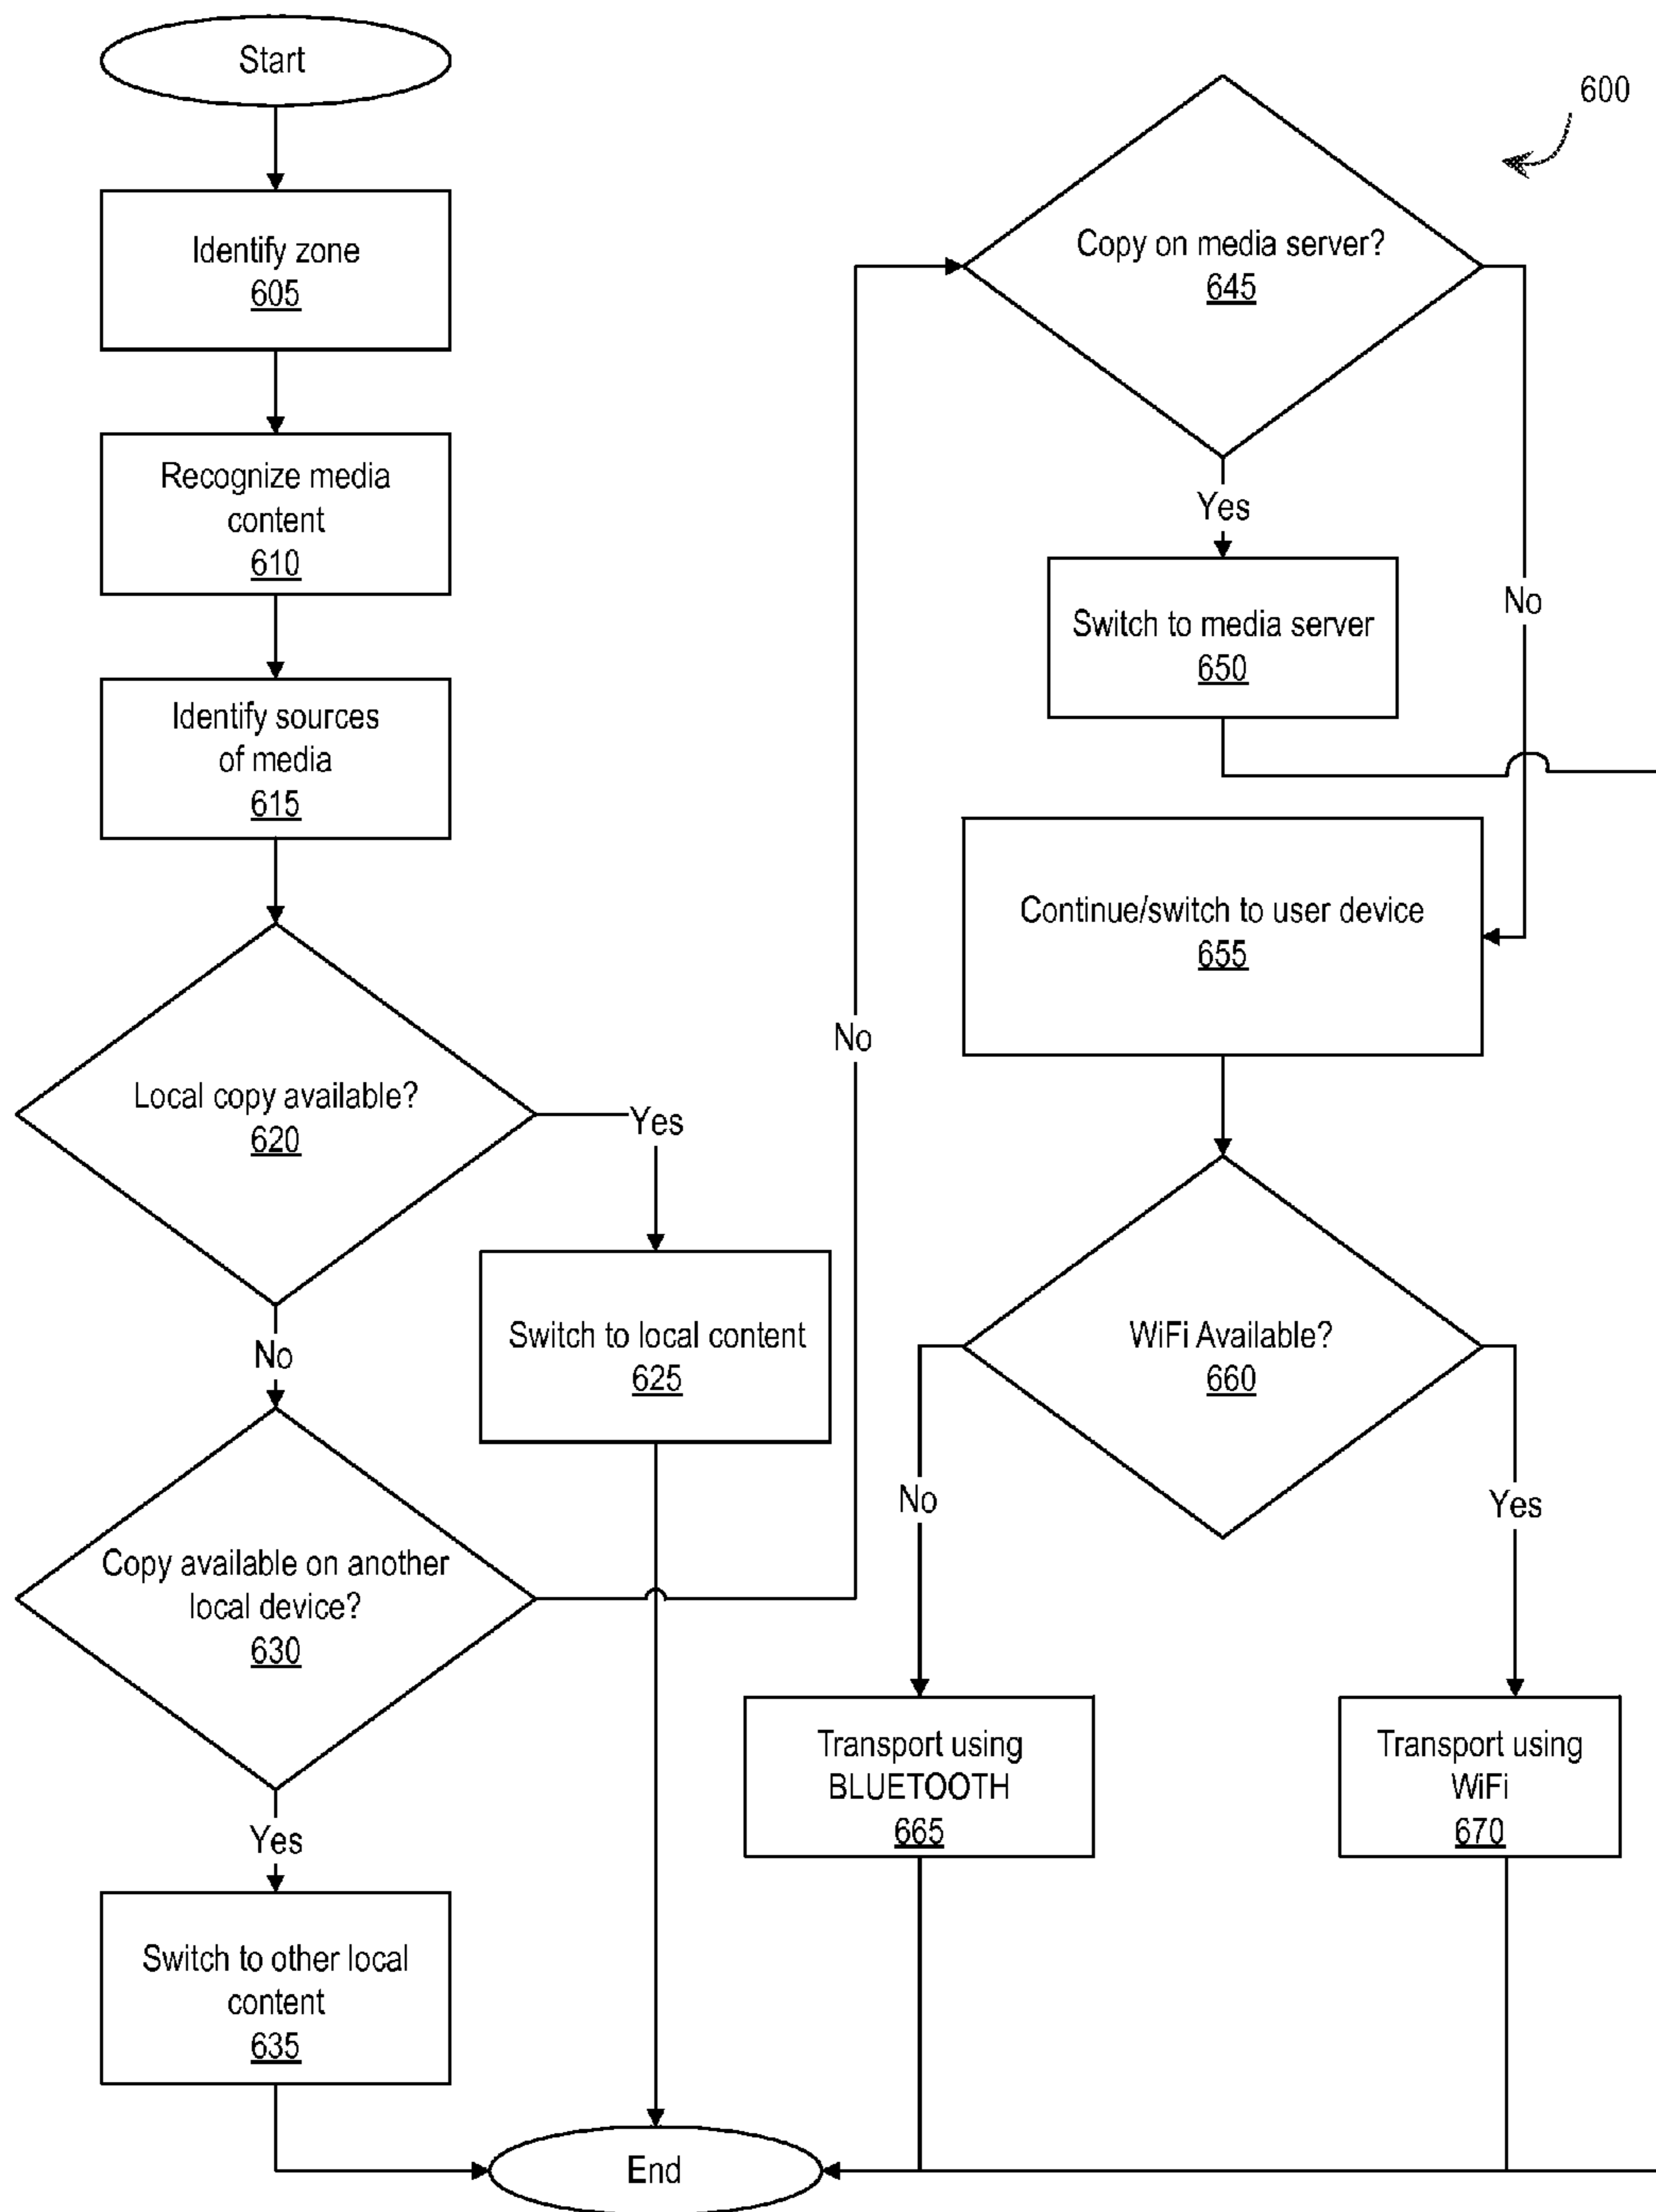 Start
Identify zone
605
Recognize media
content
610
Identify sources
of media
615
Local copy available?
620
Yes
Switch to local content
625
No
Copy available on another
local device?
630
No
Yes
Switch to other local
content
635
End
600
Copy on media server?
645
Yes
No
Switch to media server
650
Continue/switch to user device
655
WiFi Available?
660
No
Yes
Transport using
BLUETOOTH
665
Transport using
WiFi
670